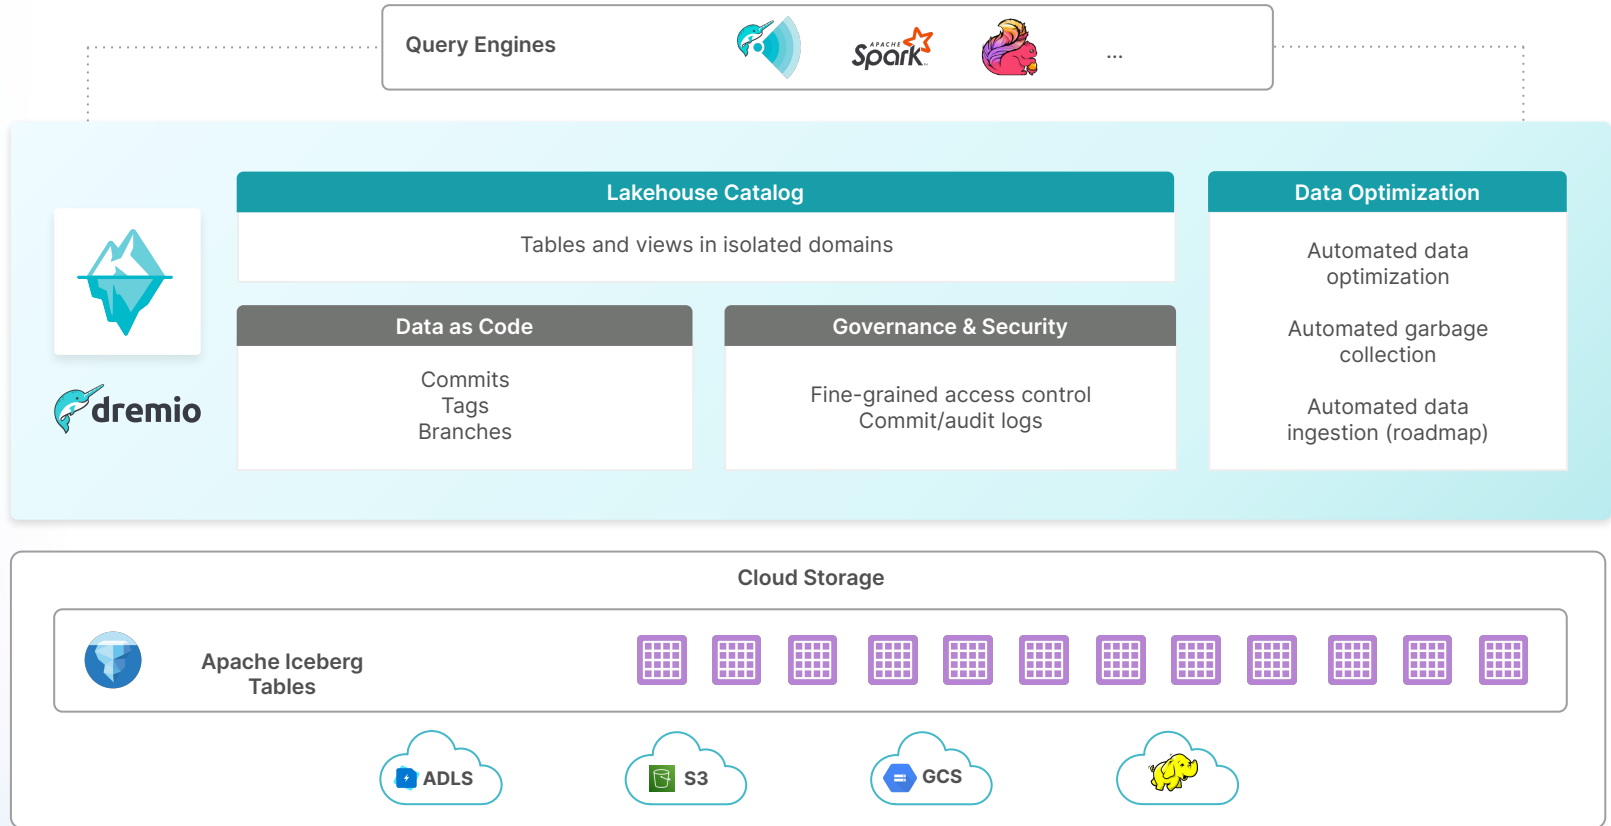 Query Engines
APACHE
Spark
...
Lakehouse Catalog
Tables and views in isolated domains
Data Optimization
Automated data
optimization
Automated garbage
collection
Automated data
ingestion (roadmap)
dremio
Data as Code
Commits
Tags
Branches
Governance & Security
Fine-grained access control
Commit/audit logs
Cloud Storage
Apache Iceberg
Tables
ADLS
S3
GCS